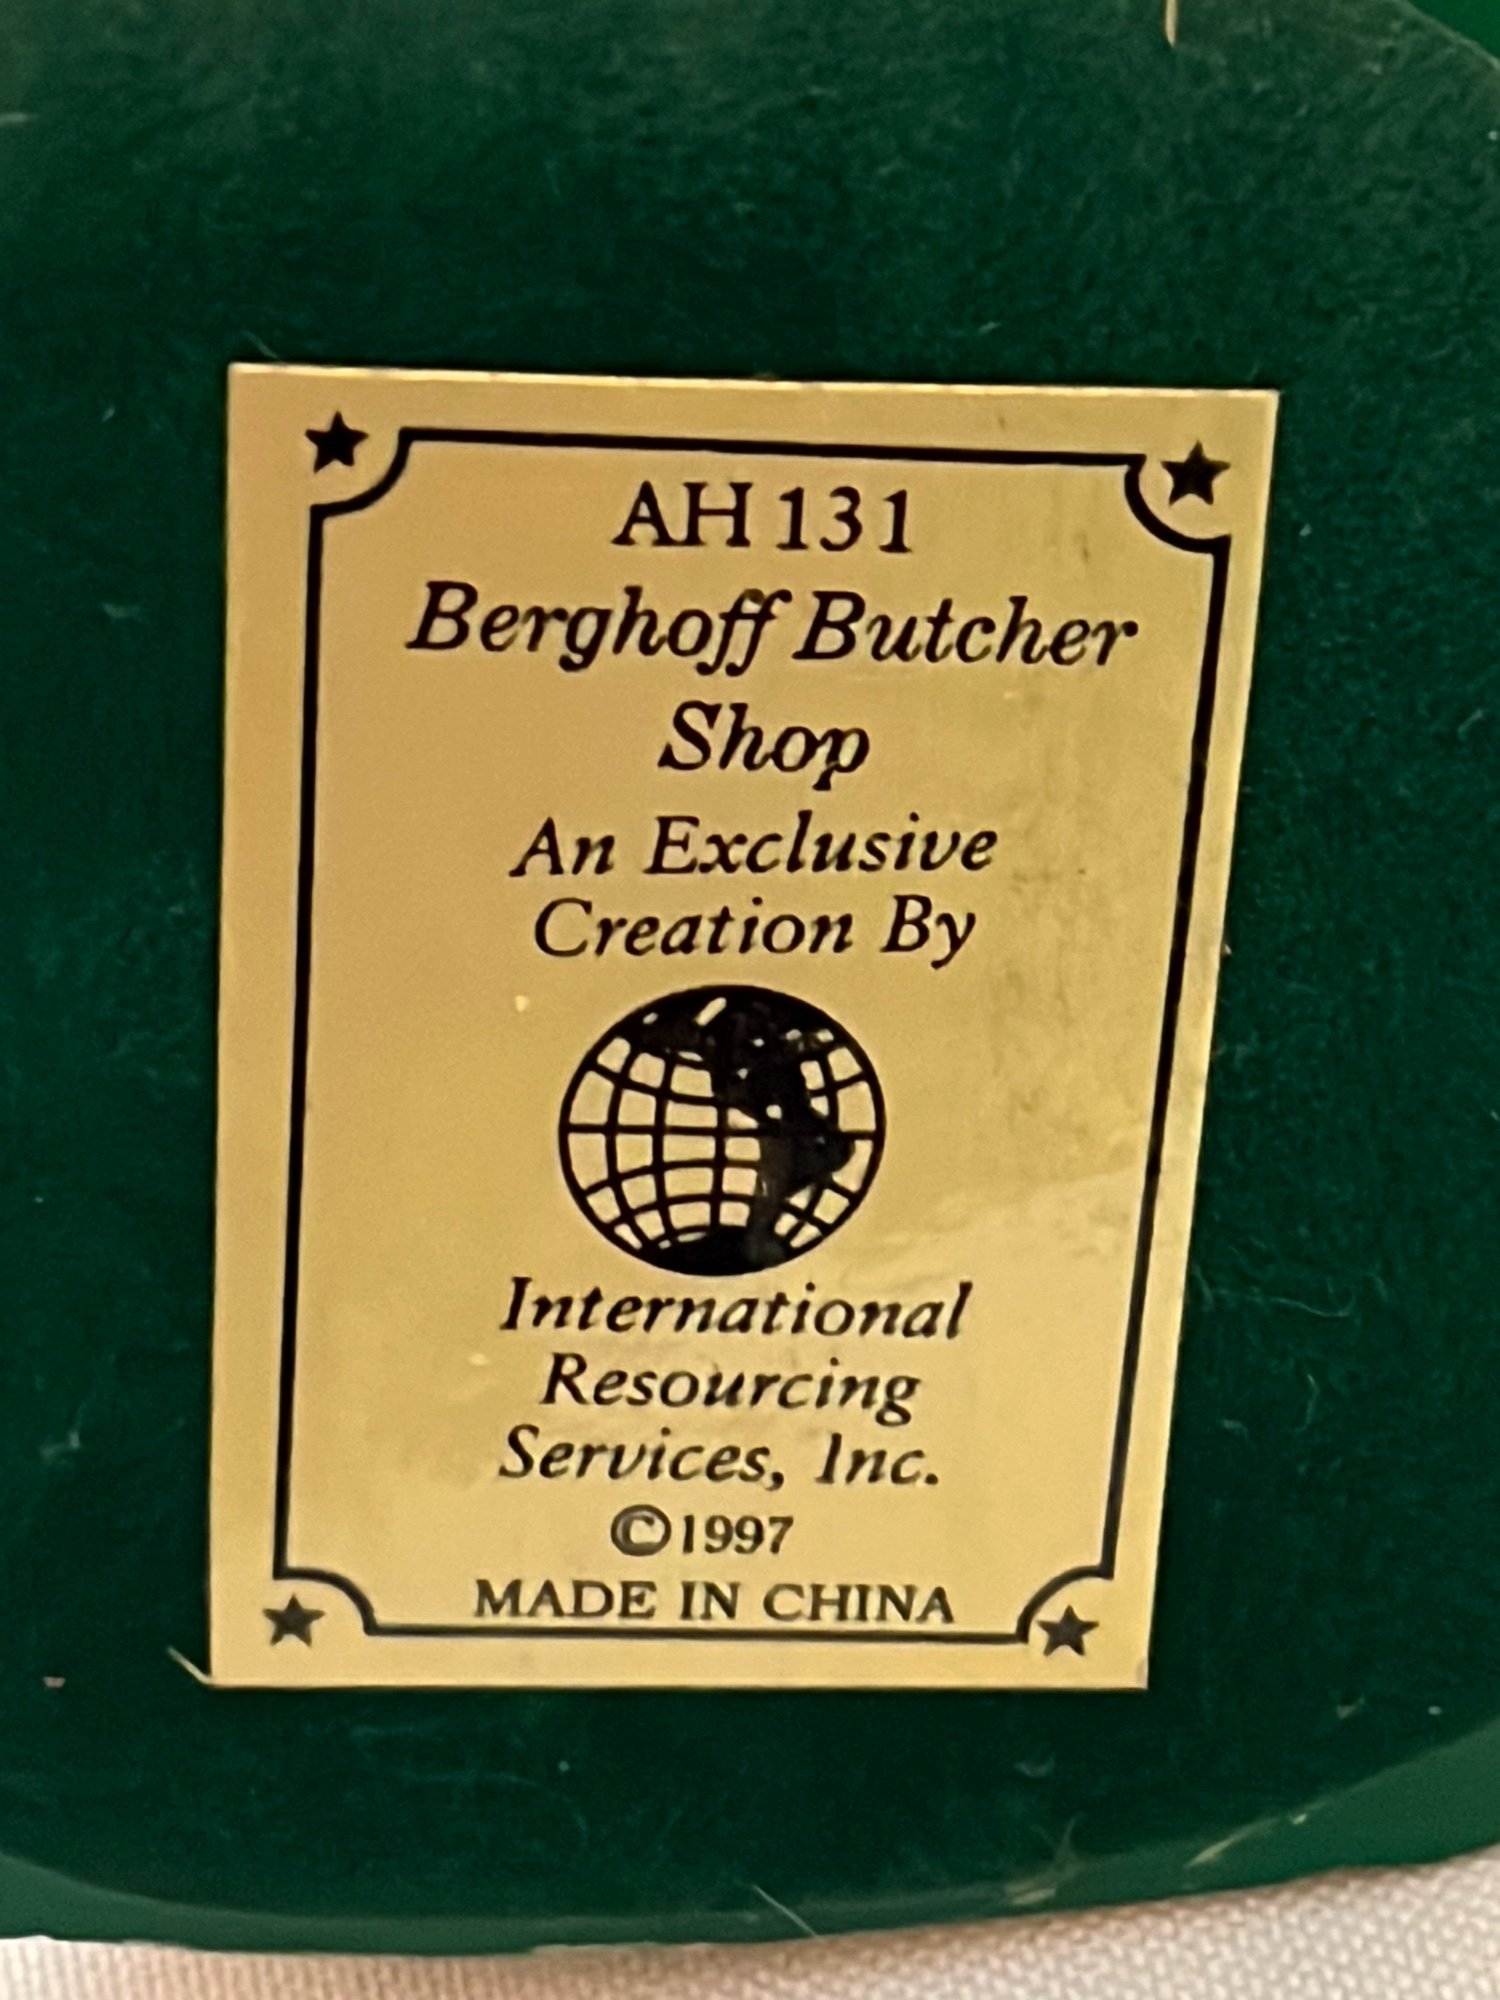 AH 131
Berghoff Butcher
Shop
An Exclusive
Creation By
International
Resourcing
Services, Inc.
©1997
MADE IN CHINA